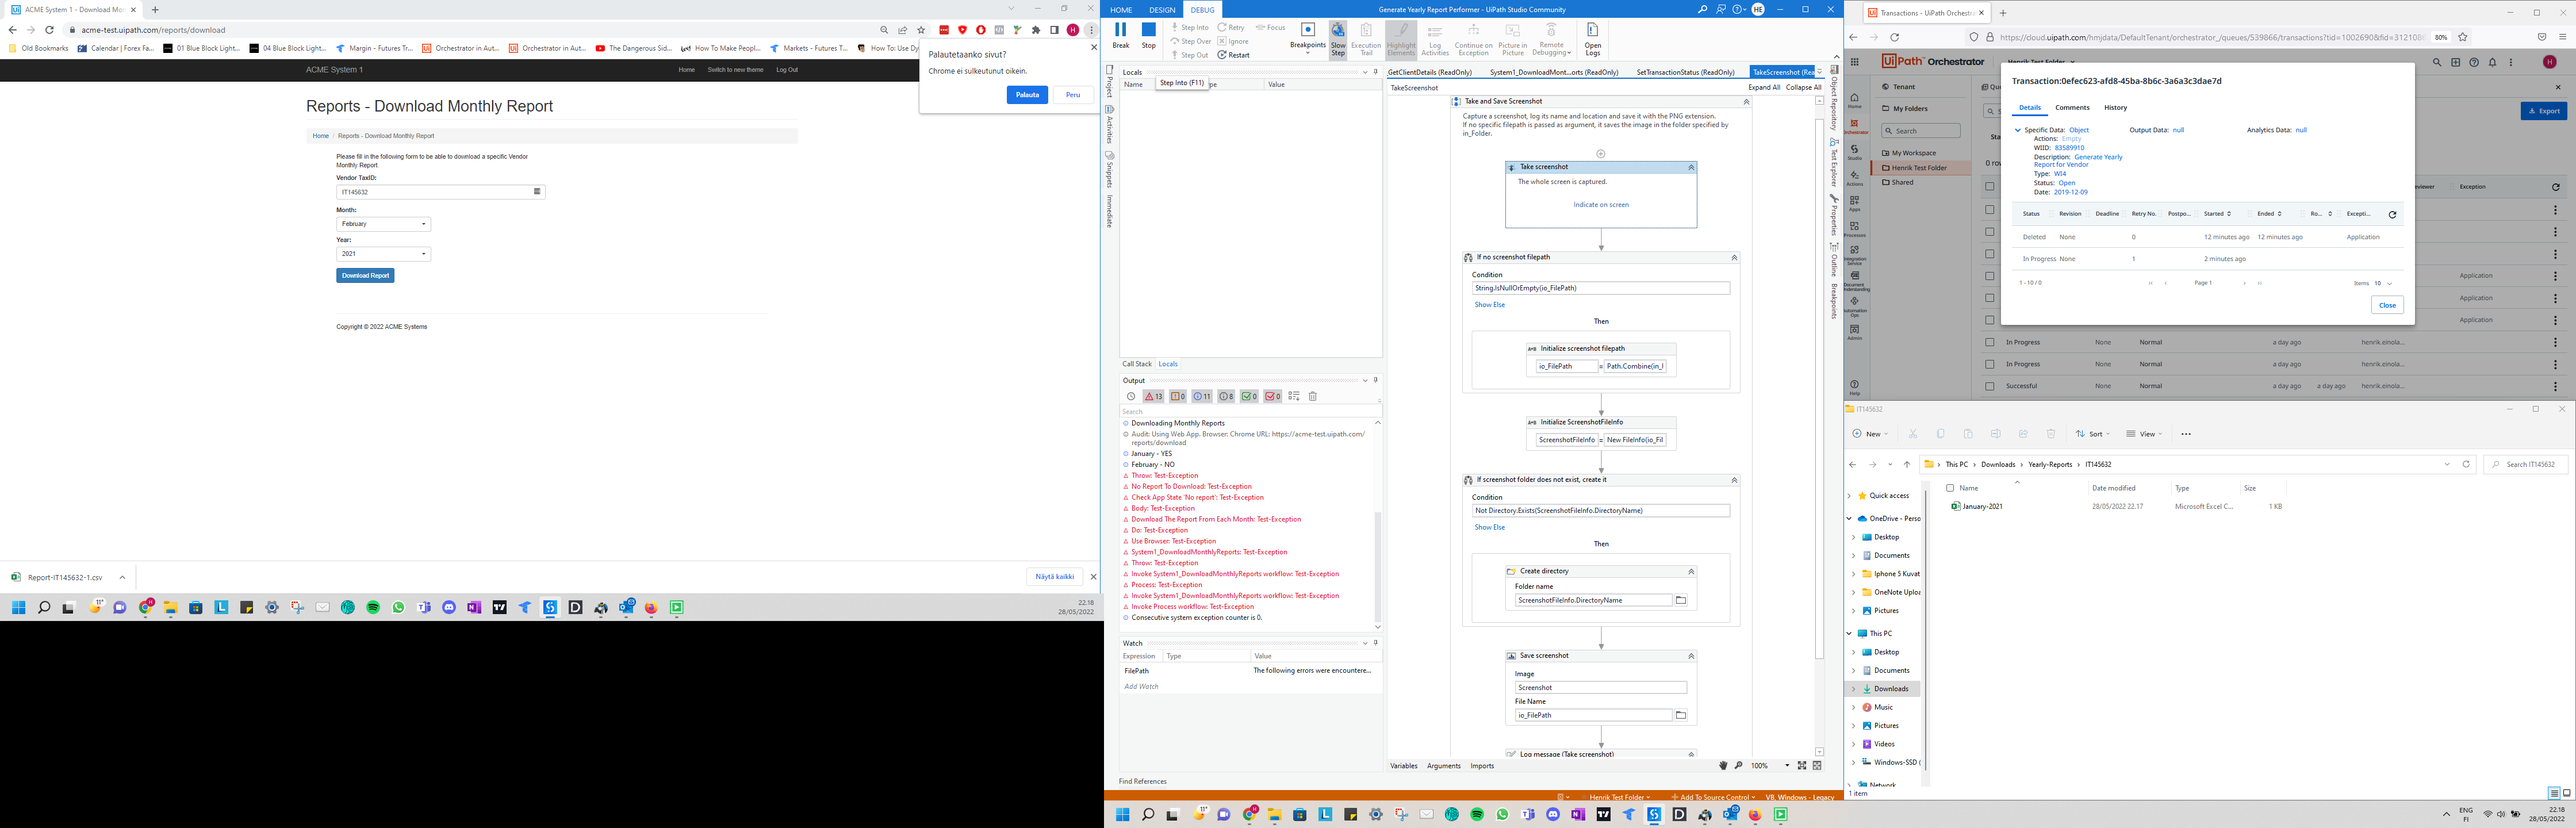 ACME System 1 - Download Mo
acme-test.uipath.com/reports/download
Old Bookmarks
Calendar | Forex Fa...
01 Blue Block Light...
04 Blue Block Light...
Margin - Futures Tr...
Orchestrator in Aut...
Orchestrator in Aut...
The Dangerous Sid...
How To Make Peopl...
Markets - Futures T...
How To: Use Dy
Palautetaanko sivut?
Chrome ei sulkeutunut oikein.
Palauta
Peru
ACME System 1
Home
Switch to new theme
Log Out
Reports - Download Monthly Report
Home / Reports - Download Monthly Report
Please fill in the following form to be able to download a specific Vendor
Monthly Report
Vendor TaxID:
IT145632
Month:
February
Year:
2021
Download Report
Copyright © 2022 ACME Systems
Report-IT145632-1.csv
Näytä kaikki
22.18
28/05/2022
HOME
DESIGN
DEBUG
Generate Yearly Report Performer - UiPath Studio Community
HE
Break
Stop
Step Into
Step Over
Step Out
Retry
Ignore
Restart
Focus
Breakpoints
Slow Step
Execution Trail
Highlight Elements
Log Activities
Continue on Exception
Picture in Picture
Remote Debugging
Open Logs
Project
Activities
Snippets
Immediate
Locals
Step Into (F11)
Name
Value
Call Stack
Locals
Output
13
0
11
8
0
0
Search
Downloading Monthly Reports
Audit: Using Web App. Browser: Chrome URL: https://acme-test.uipath.com/
reports/download
January - YES
February - NO
Throw: Test-Exception
No Report To Download: Test-Exception
Check App State 'No report': Test-Exception
Body: Test-Exception
Download The Report From Each Month: Test-Exception
Do: Test-Exception
Use Browser: Test-Exception
System1_DownloadMonthlyReports: Test-Exception
Throw: Test-Exception
Invoke System1_DownloadMonthlyReports workflow: Test-Exception
Process: Test-Exception
Invoke System1_DownloadMonthlyReports workflow: Test-Exception
Invoke Process workflow: Test-Exception
Consecutive system exception counter is 0.
Watch
Expression
Type
Value
FilePath
The following errors were encountere...
Add Watch
Find References
GetClientDetails (ReadOnly)
System1_DownloadMont...orts (ReadOnly)
SetTransactionStatus (ReadOnly)
TakeScreenshot (Rea
TakeScreenshot
Expand All
Collapse All
Take and Save Screenshot
Capture a screenshot, log its name and location and save it with the PNG extension.
If no specific filepath is passed as argument, it saves the image in the folder specified by
in_Folder.
Take screenshot
The whole screen is captured.
Indicate on screen
If no screenshot filepath
Condition
String.IsNullOrEmpty(io_FilePath)
Show Else
Then
Initialize screenshot filepath
io_FilePath = Path.Combine(in_l
Initialize ScreenshotFileInfo
ScreenshotFileInfo = New FileInfo(io_Fil
If screenshot folder does not exist, create it
Condition
Not Directory.Exists(ScreenshotFileInfo.DirectoryName)
Show Else
Then
Create directory
Folder name
ScreenshotFileInfo.DirectoryName
Save screenshot
Image
Screenshot
File Name
io_FilePath
Log message (Take screenshot)
Variables
Arguments
Imports
100%
Object Repository
Test Explorer
Properties
Outline
Breakpoints
Henrik Test Folder
Add To Source Control
VB, Windows - Legacy
Transactions - UiPath Orchestra
https://cloud.uipath.com/hmjdata/DefaultTenant/orchestrator_/queues/539866/transactions?tid=1002690&fid=312108
80%
UiPath Orchestrator
Henrik Test Folder
Tenant
My Folders
Search
My Workspace
Henrik Test Folder
Shared
Home
Orchestrator
Studio
Actions
Apps
Processes
Integration Service
Document Understanding
Automation Ops
Admin
Help
Export
Transaction:0efec623-afd8-45ba-8b6c-3a6a3c3dae7d
Details
Comments
History
Specific Data: Object
Output Data: null
Analytics Data: null
Actions: Empty
WIID: 83589910
Description: Generate Yearly
Report for Vendor
Type: WI4
Status: Open
Date: 2019-12-09
Status
Revision
Deadline
Retry No.
Postpo...
Started
Ended
Ro...
Excepti...
Deleted None 0 12 minutes ago 12 minutes ago Application
In Progress None 1 2 minutes ago
1 - 10 / 0
Page 1
Items 10
Close
Exception
Application
Application
Application
In Progress None Normal a day ago henrik.einola...
In Progress None Normal a day ago henrik.einola...
Successful None Normal a day ago a day ago henrik.einola...
IT145632
New
Sort
View
This PC > Downloads > Yearly-Reports > IT145632
Search IT145632
Quick access
OneDrive - Perso
Desktop
Documents
Iphone 5 Kuvat
OneNote Uploa
Pictures
This PC
Desktop
Documents
Downloads
Music
Pictures
Videos
Windows-SSD (
Network
Name
Date modified
Type
Size
January-2021
28/05/2022 22.17
Microsoft Excel C...
1 KB
1 item
ENG
FI
22.18
28/05/2022